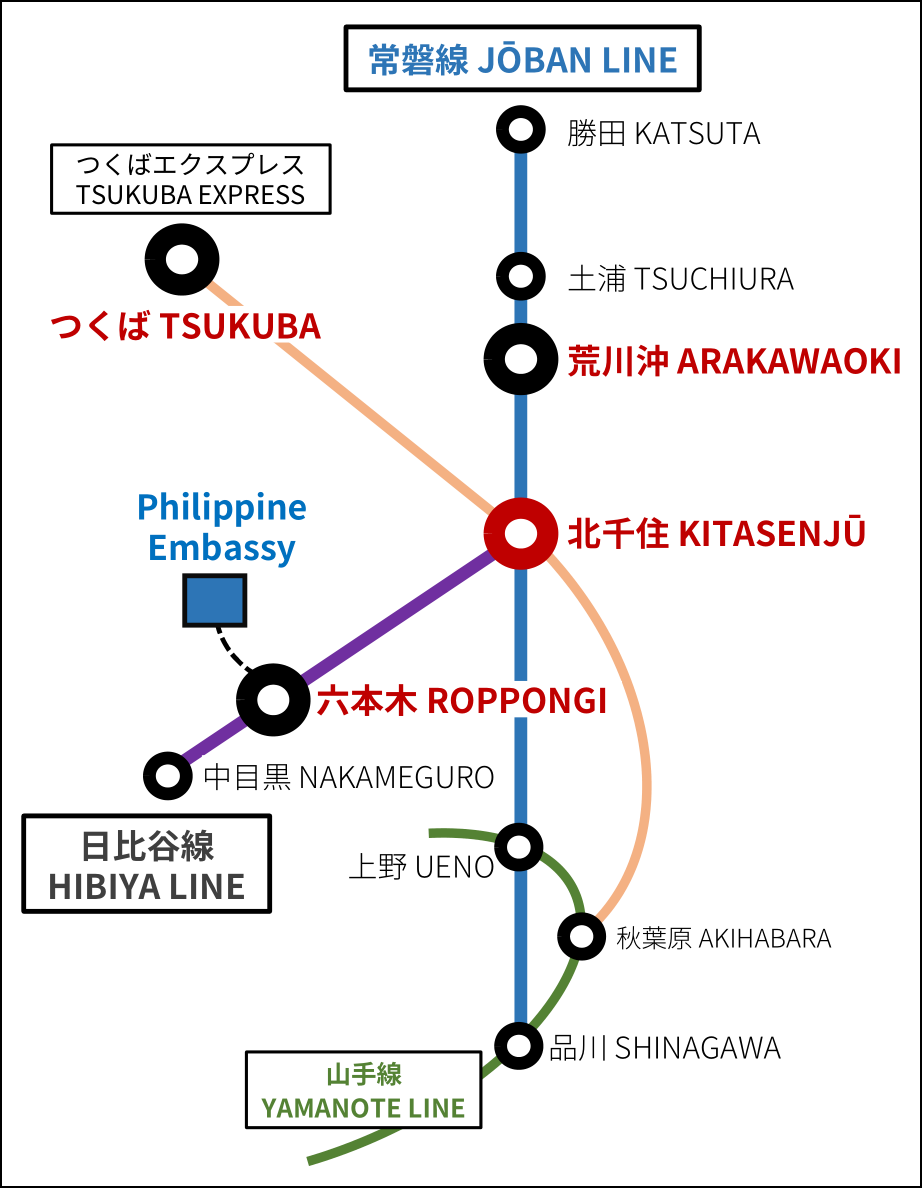 常磐線 JŌBAN LINE
勝田 KATSUTA
つくばエクスプレス
TSUKUBA EXPRESS
土浦 TSUCHIURA
つくば TSUKUBA
荒川沖 ARAKAWAOKI
Philippine
Embassy
北千住 KITASENJŪ
六本木 ROPPONGI
中目黒 NAKAMEGURO
日比谷線
HIBIYA LINE
上野 UENO
秋葉原 AKIHABARA
品川 SHINAGAWA
山手線
YAMANOTE LINE